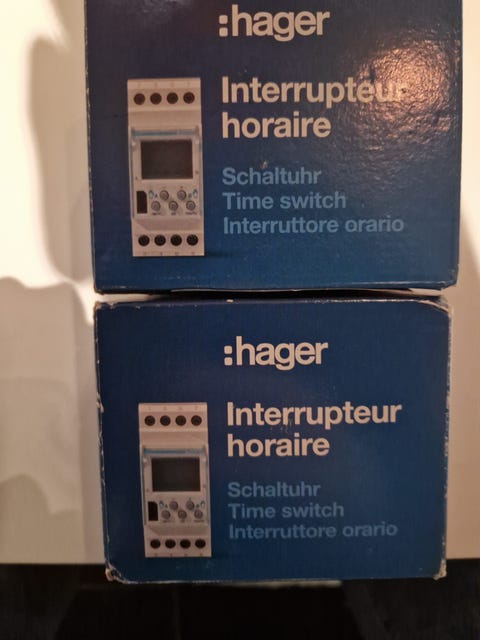 :hager
Interrupteur
horaire
Schaltuhr
Time switch
Interruttore orario
:hager
Interrupteur
horaire
Schaltuhr
Time switch
Interruttore orario